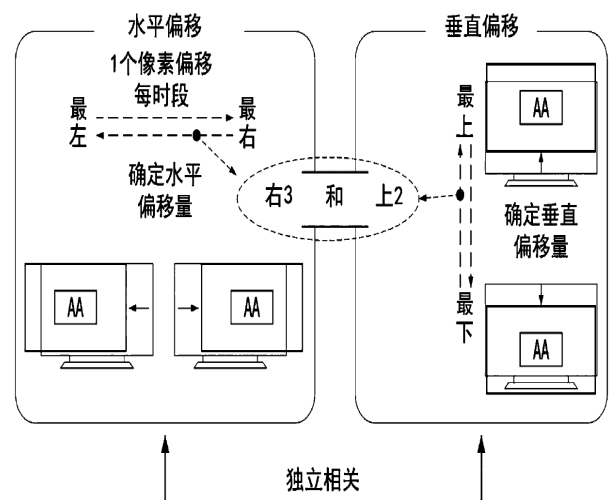 水平偏移
1个像素偏移
每时段
最左
最右
确定水平
偏移量
AA
AA
右3 和 上2
垂直偏移
最上
AA
确定垂直
偏移量
最下
AA
独立相关